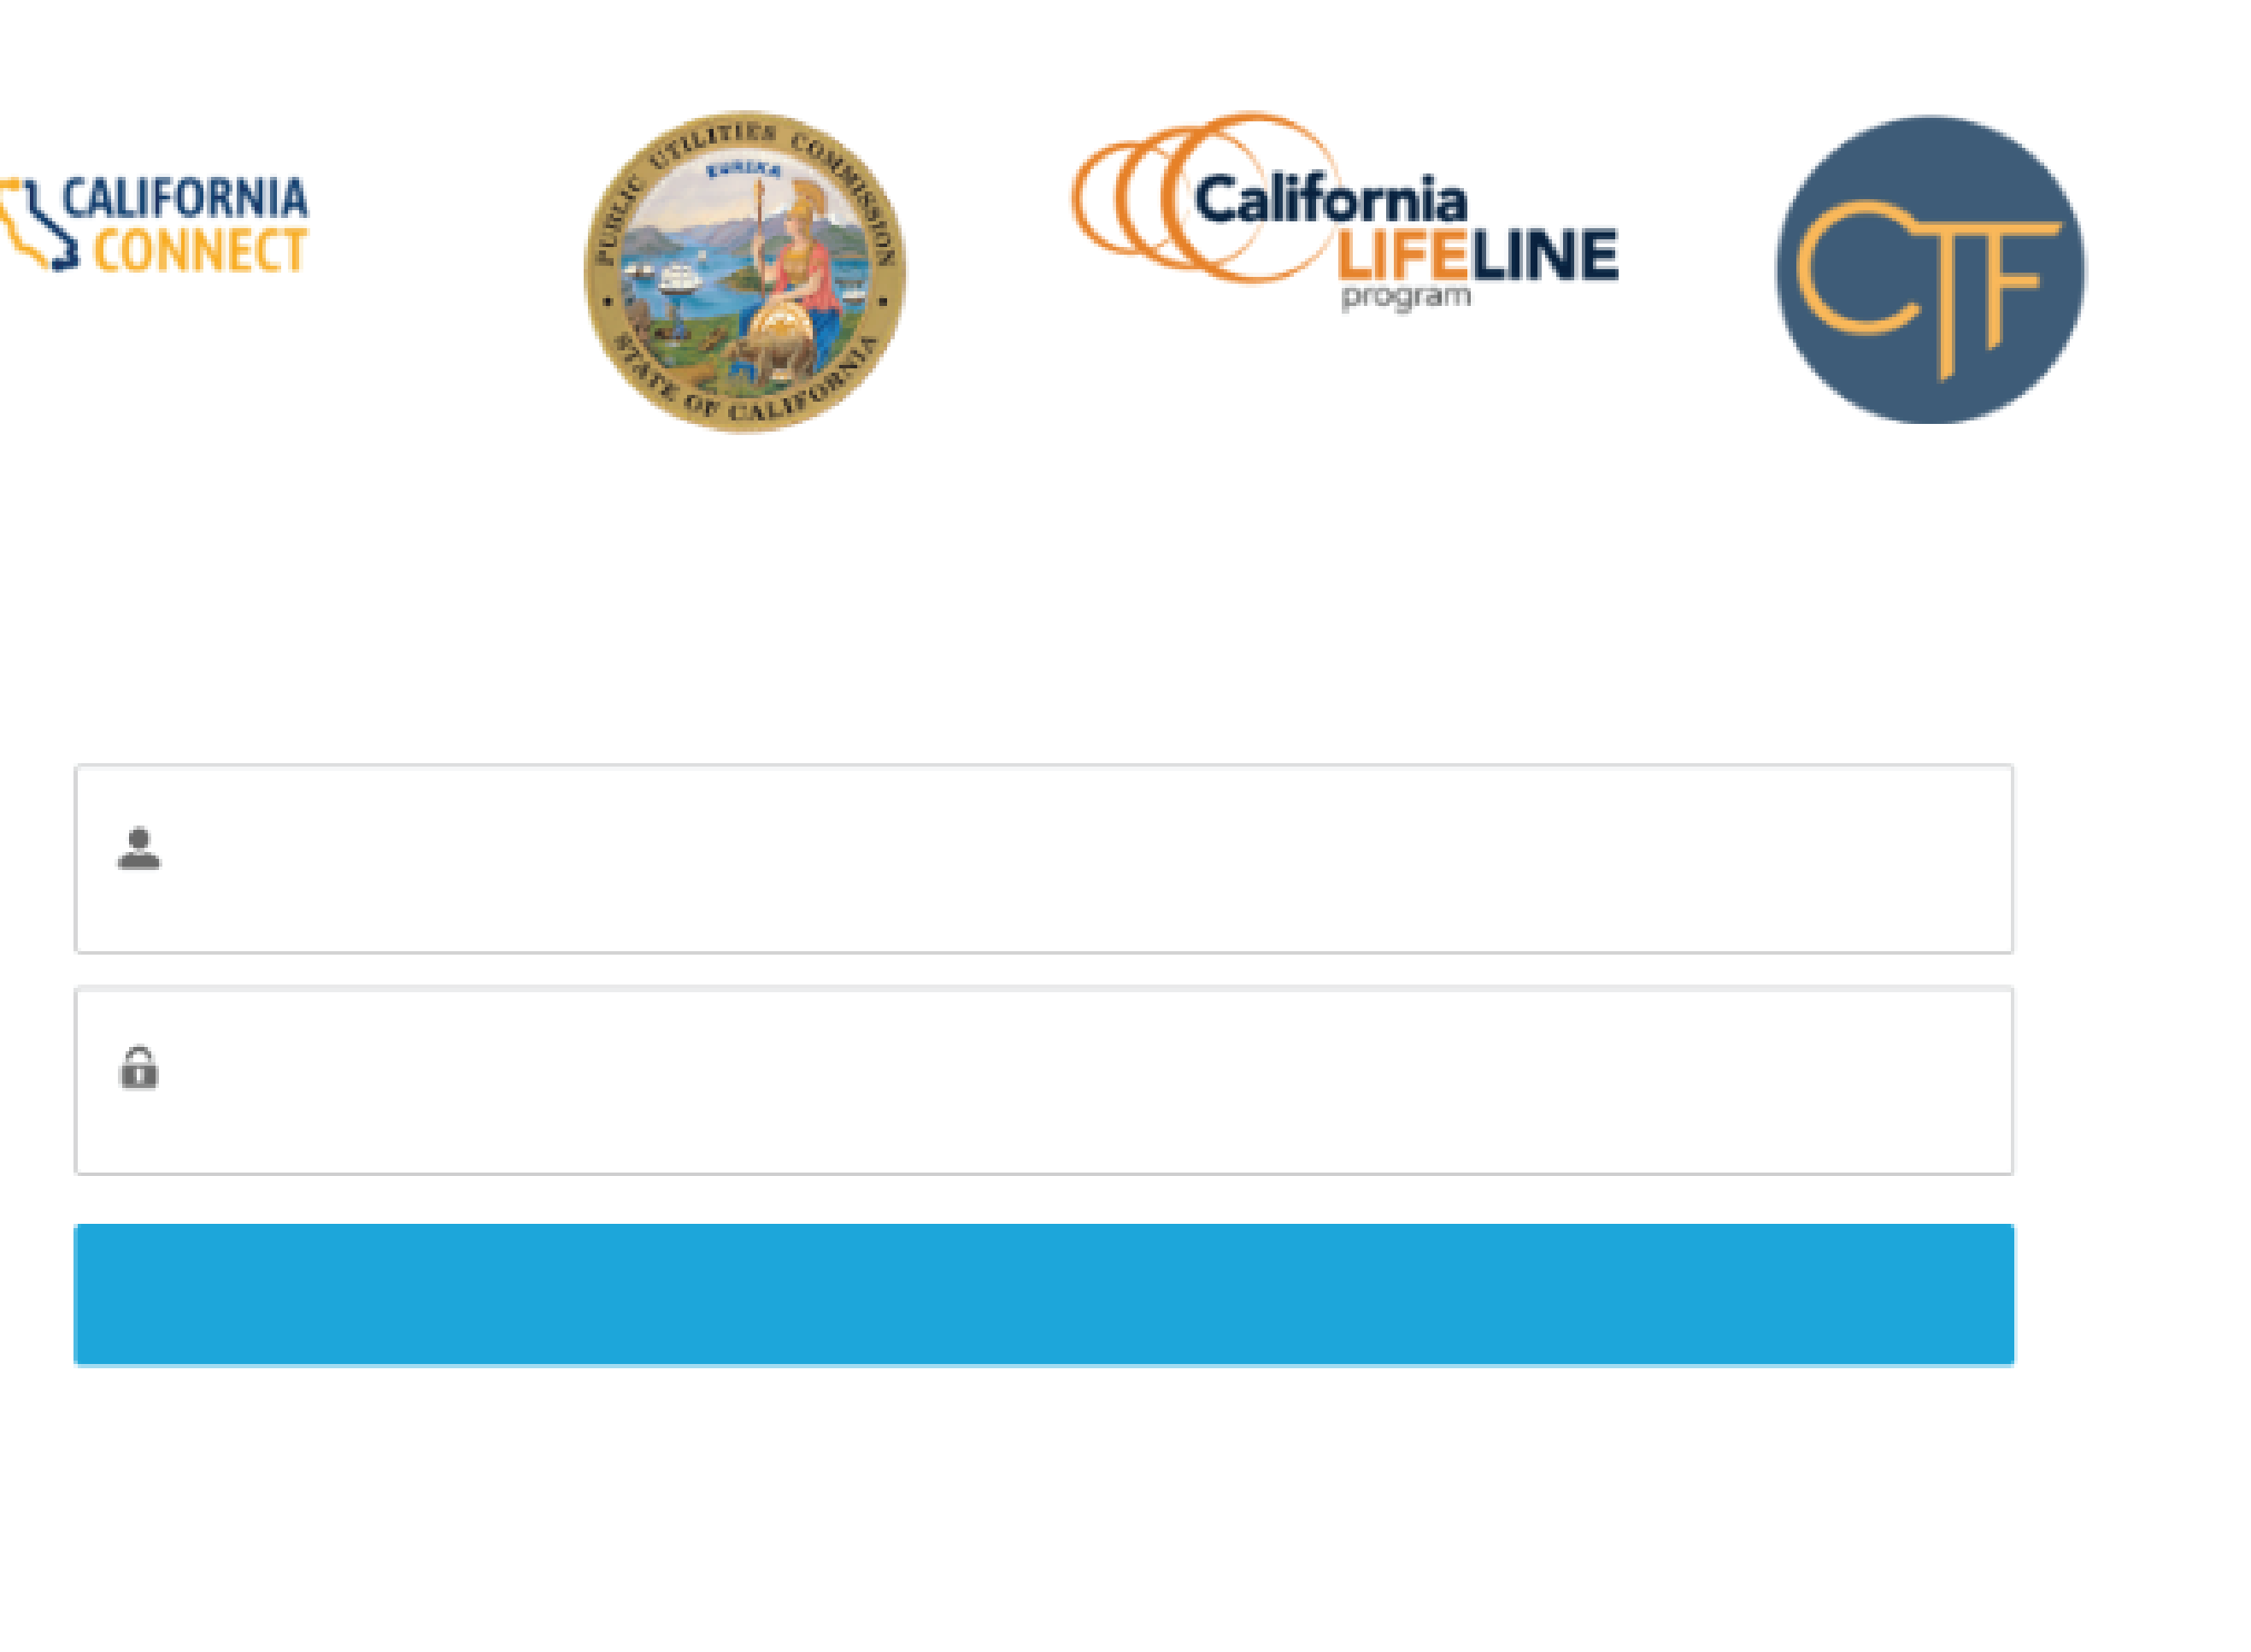 CALIFORNIA
CONNECT
PUBLIC UTILITIES COMMISSION
EUREKA
STATE OF CALIFORNIA
California
LIFELINE
program
CTF